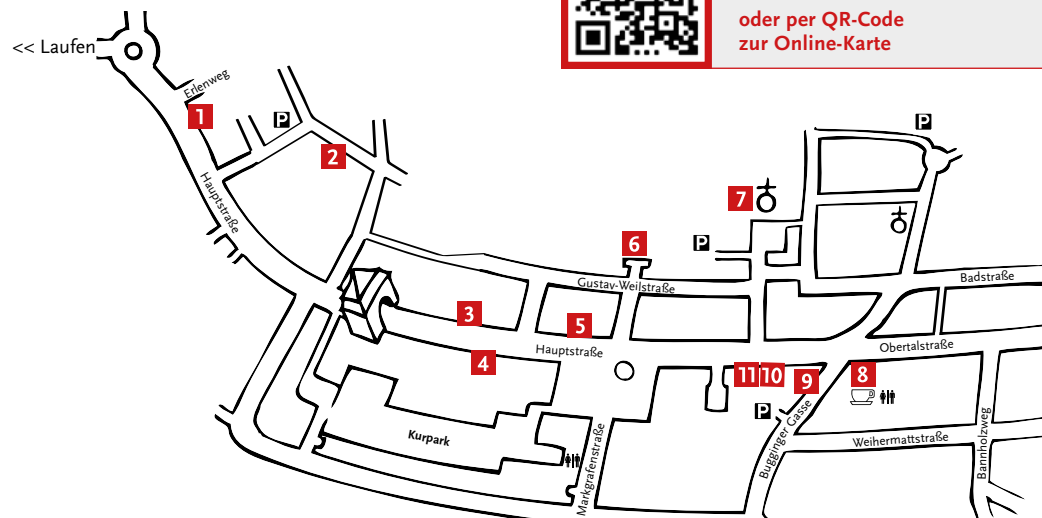 oder per QR-Code
zur Online-Karte
<< Laufen
Erlenweg
1
P
2
P
Hauptstraße
7
6
P
Gustav-Weilstraße
Badstraße
3
5
Hauptstraße
Obertalstraße
4
11
10
9
8
P
Kurpark
Markgrafenstraße
Bugginger Gasse
Weihermattstraße
Bannholzweg